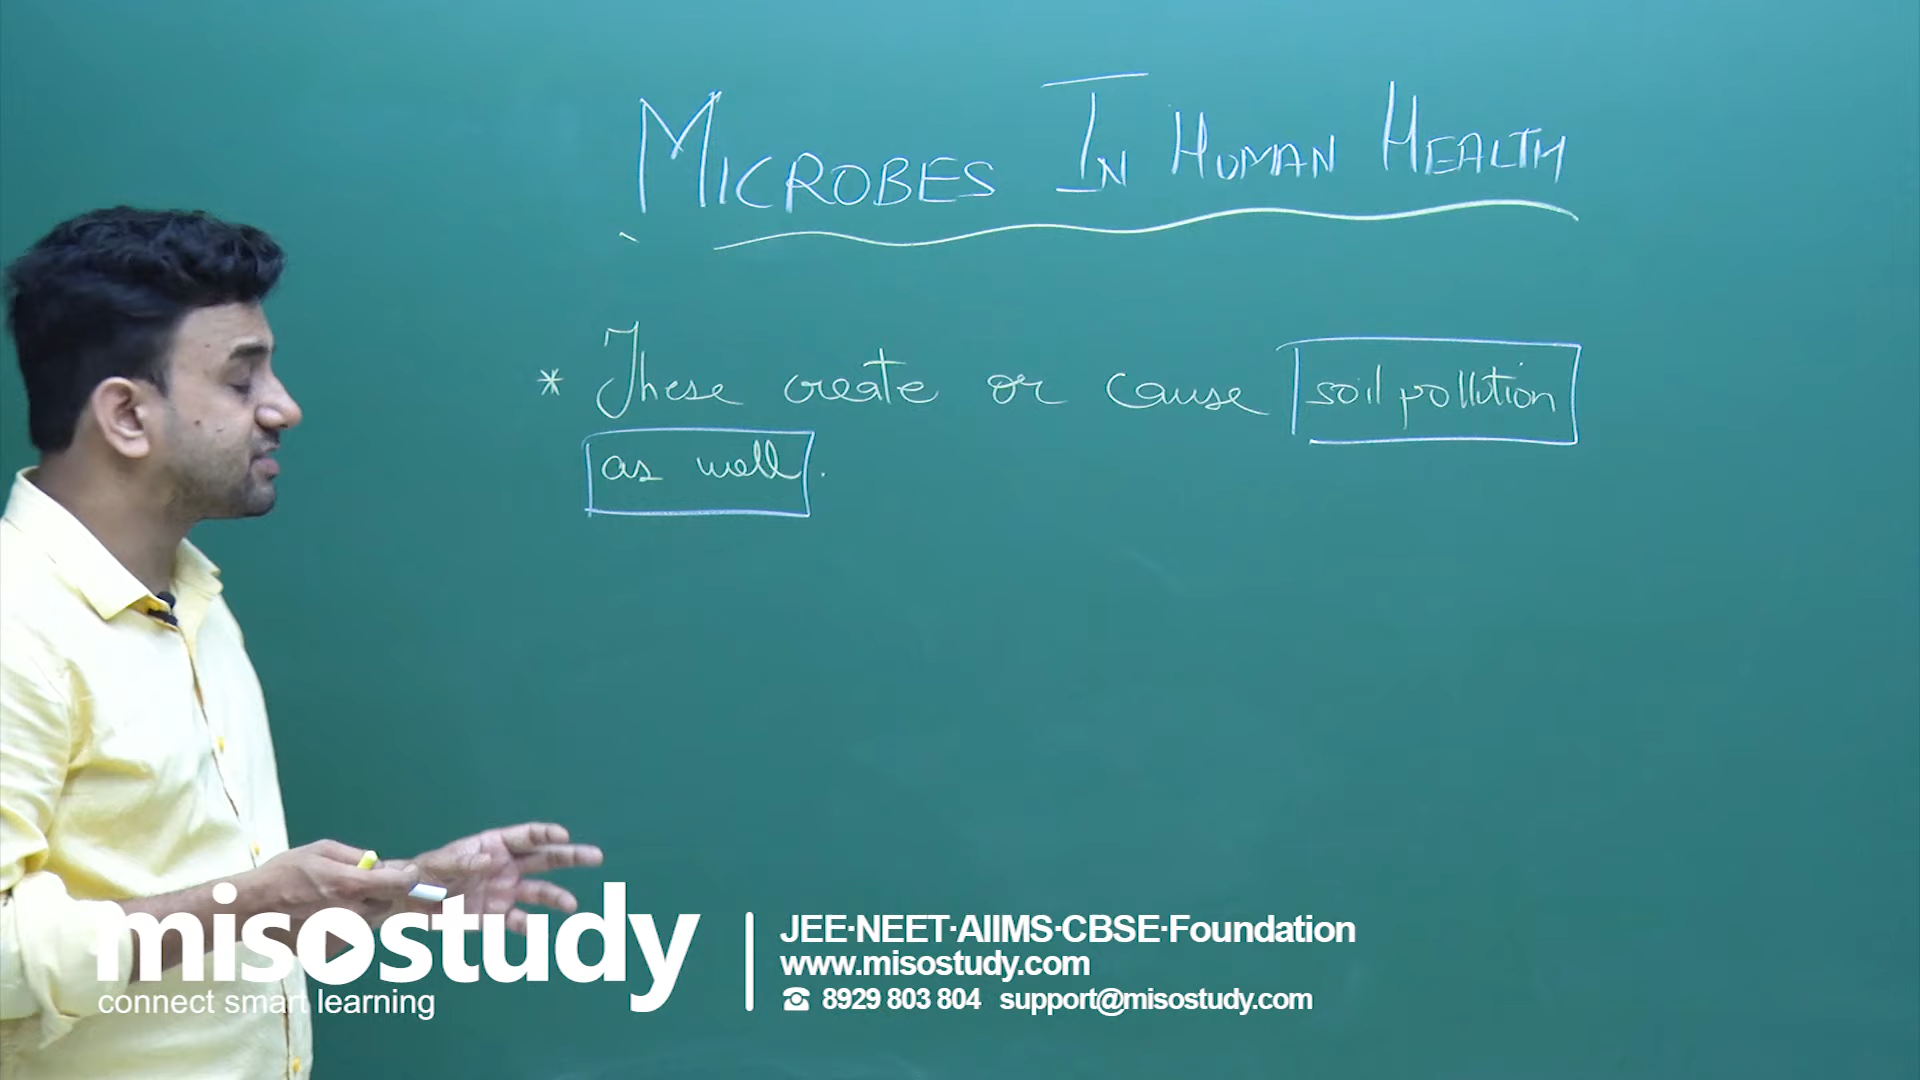 MICROBES IN HUMAN HEALTH
* These create or cause soil pollution
as well.
misostudy
connect smart learning
JEE·NEET·AIIMS·CBSE·Foundation
www.misostudy.com
☎ 8929 803 804 support@misostudy.com